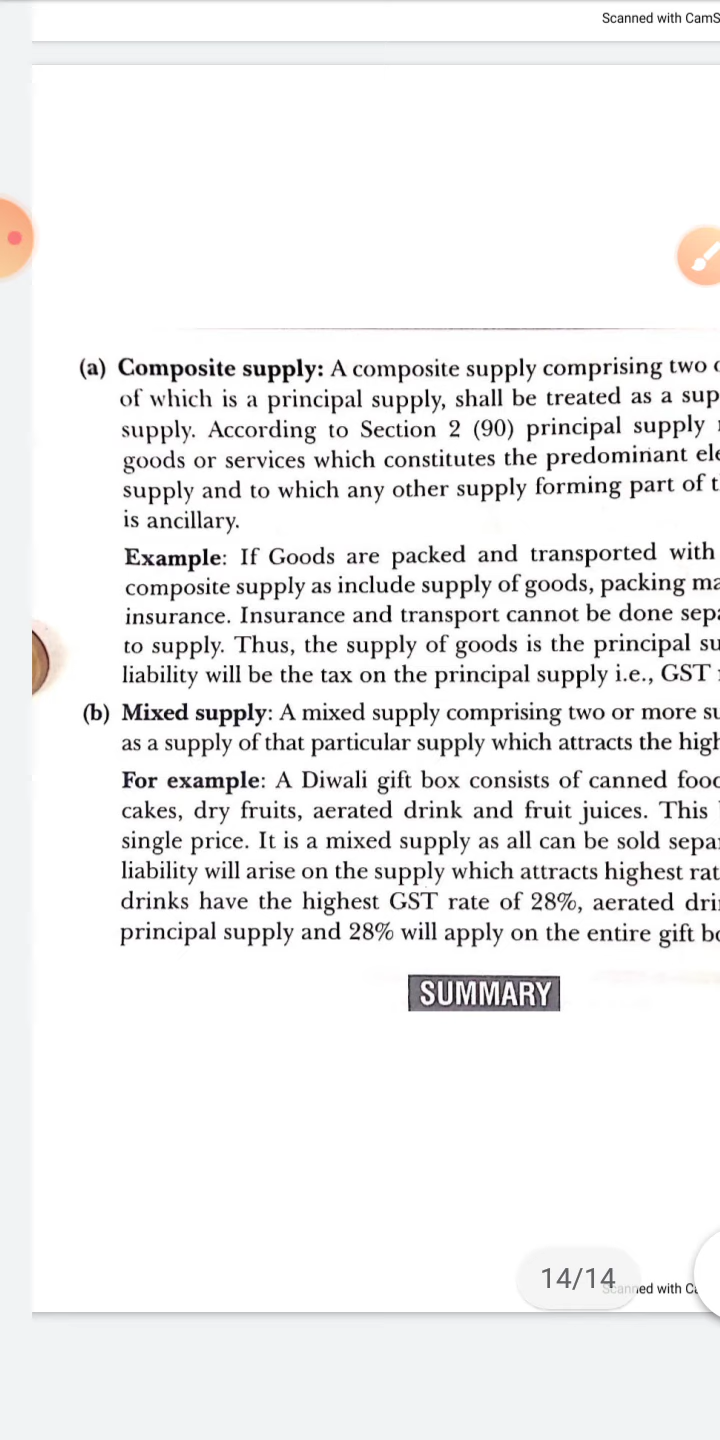 Scanned with CamS
(a) Composite supply: A composite supply comprising two
of which is a principal supply, shall be treated as a sup
supply. According to Section 2 (90) principal supply
goods or services which constitutes the predominant ele
supply and to which any other supply forming part of t
is ancillary.
Example: If Goods are packed and transported with
composite supply as include supply of goods, packing ma
insurance. Insurance and transport cannot be done sepa
to supply. Thus, the supply of goods is the principal su
liability will be the tax on the principal supply i.e., GST
(b) Mixed supply: A mixed supply comprising two or more su
as a supply of that particular supply which attracts the high
For example: A Diwali gift box consists of canned food
cakes, dry fruits, aerated drink and fruit juices. This
single price. It is a mixed supply as all can be sold separ
liability will arise on the supply which attracts highest rat
drinks have the highest GST rate of 28%, aerated dri
principal supply and 28% will apply on the entire gift bo
SUMMARY
14/14
Scanned with Ca